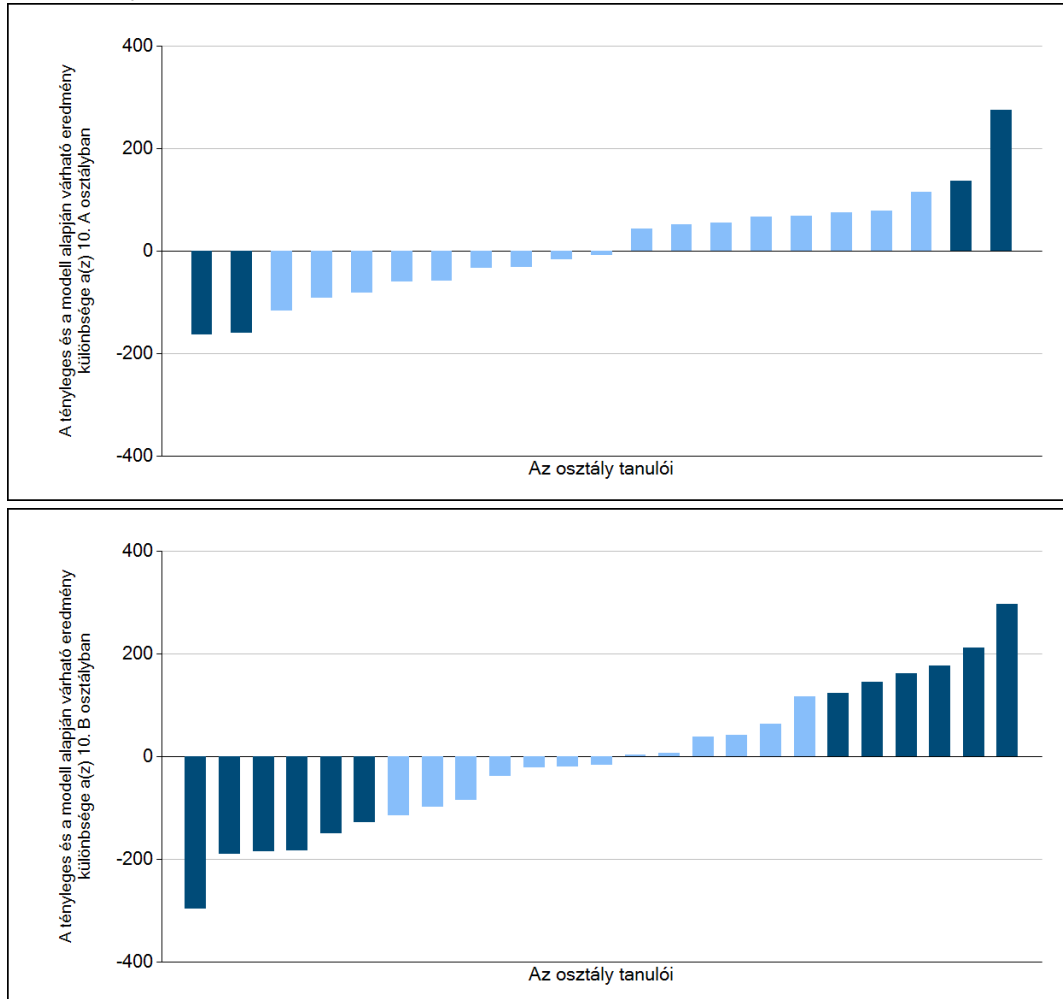 A tényleges és a modell alapján várható eredmény
különbsége a(z) 10. A osztályban
400
200
0
-200
-400
Az osztály tanulói
A tényleges és a modell alapján várható eredmény
különbsége a(z) 10. B osztályban
400
200
0
-200
-400
Az osztály tanulói